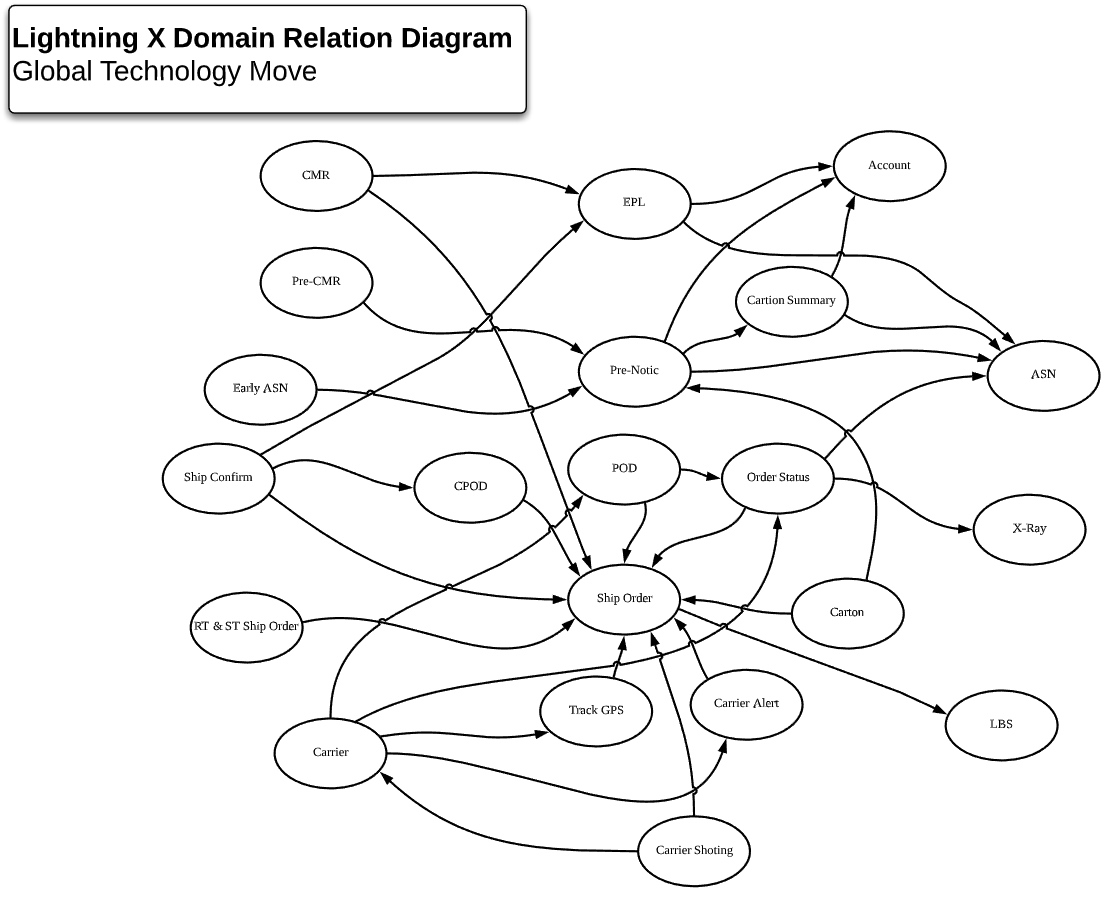 Lightning X Domain Relation Diagram
Global Technology Move
CMR
Account
EPL
Pre-CMR
Cartion Summary
Pre-Notic
ASN
Early ASN
Ship Confirm
CPOD
POD
Order Status
X-Ray
Ship Order
Carton
RT & ST Ship Order
Track GPS
Carrier Alert
LBS
Carrier
Carrier Shoting